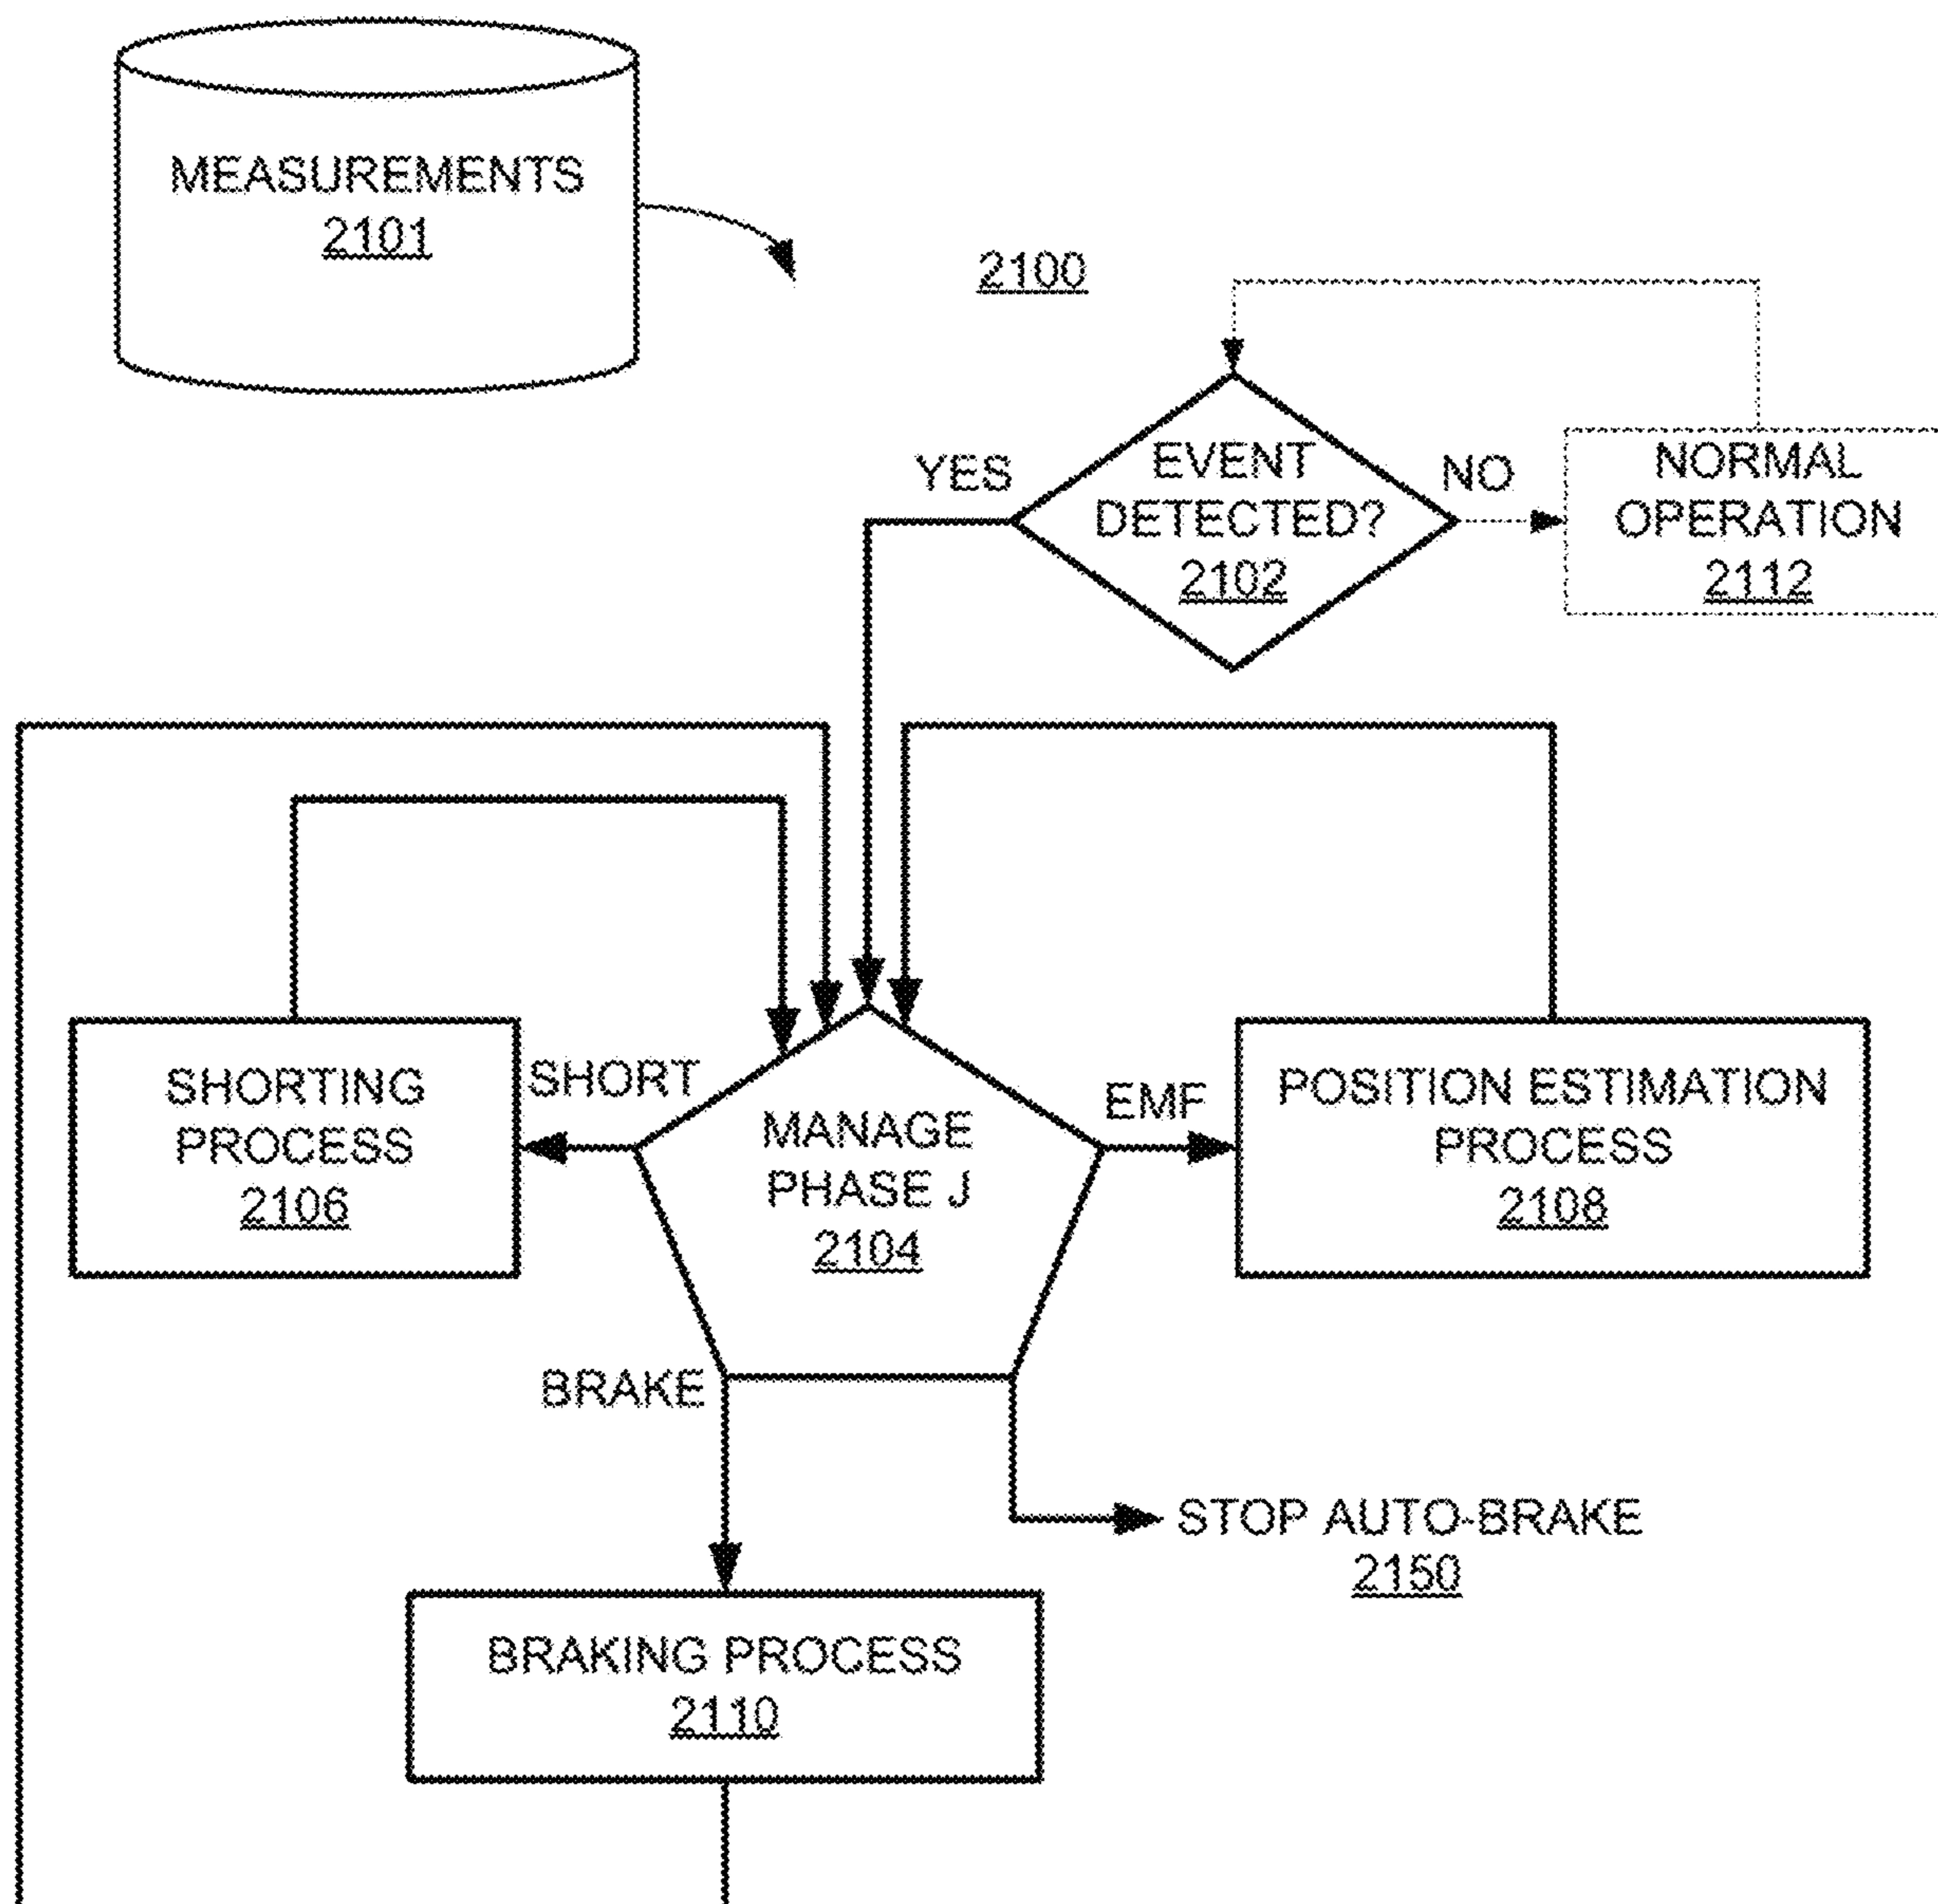 MEASUREMENTS
2101
2100
YES
EVENT
DETECTED?
2102
NO
NORMAL
OPERATION
2112
SHORTING
PROCESS
2106
SHORT
MANAGE
PHASE J
2104
EMF
POSITION ESTIMATION
PROCESS
2108
BRAKE
STOP AUTO-BRAKE
2150
BRAKING PROCESS
2110